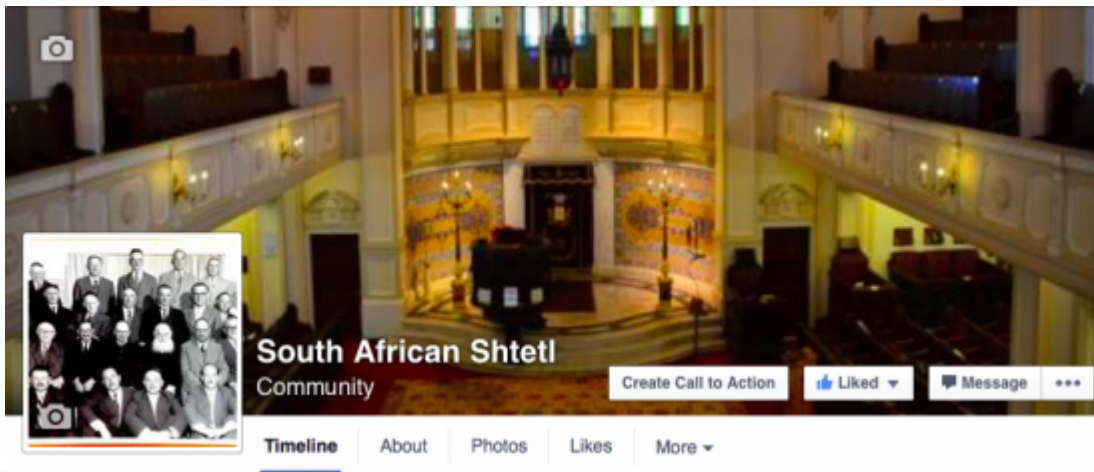 South African Shtetl
Community
Create Call to Action
Liked
Message
Timeline About Photos Likes More